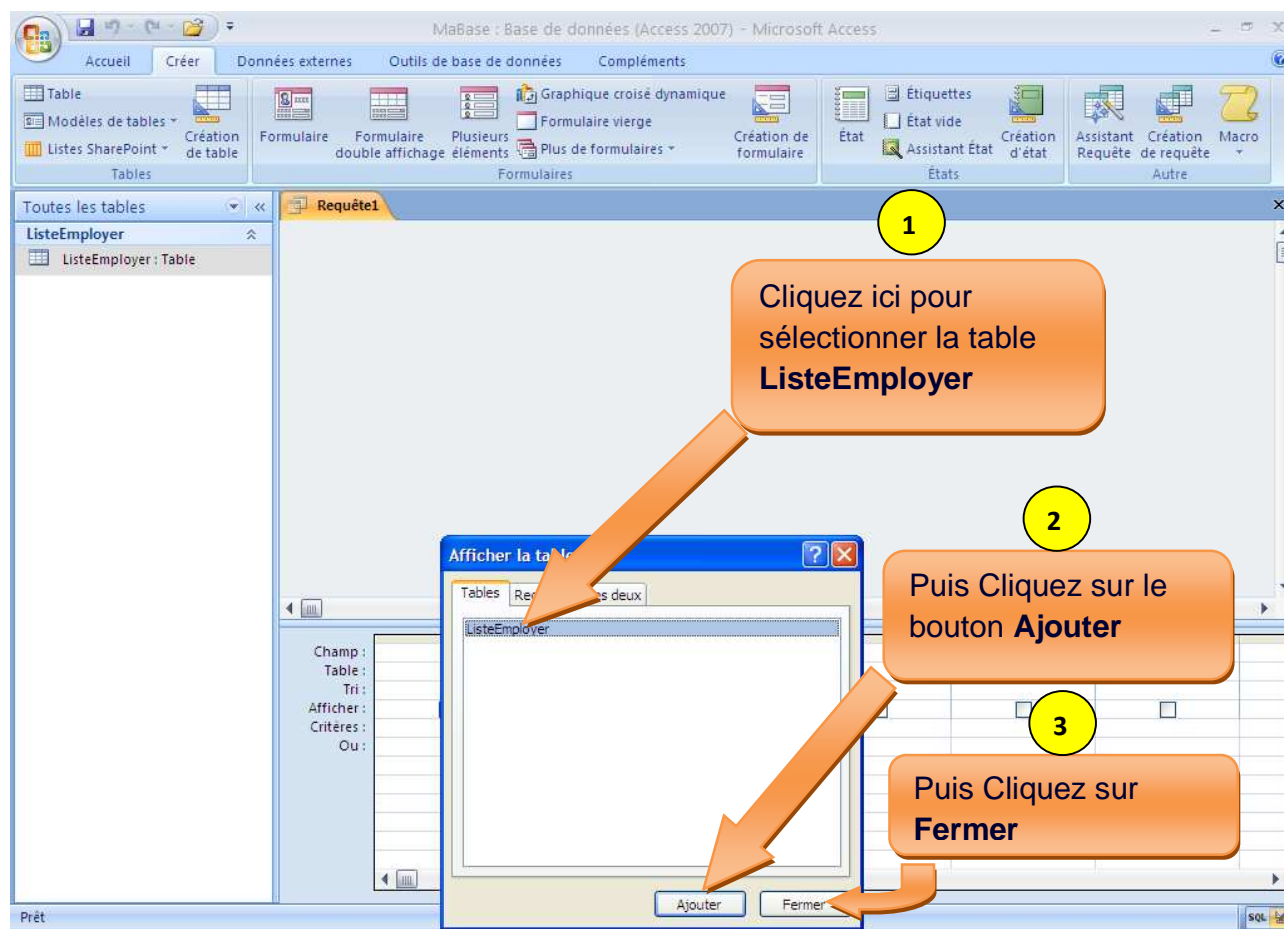 MaBase : Base de données (Access 2007) - Microsoft Access
Accueil Créer Données externes Outils de base de données Compléments
Table
Modèles de tables
Listes SharePoint
Création
de table
Tables
Formulaire
Formulaire
double affichage
Plusieurs
éléments
Graphique croisé dynamique
Formulaire vierge
Plus de formulaires
Création de
formulaire
Formulaires
État
Étiquettes
État vide
Assistant État
Création
d'état
États
Assistant
Requête
Création
de requête
Macro
Autre
Toutes les tables
Requête1
ListeEmployer
ListeEmployer : Table
1
Cliquez ici pour
sélectionner la table
ListeEmployer
2
Puis Cliquez sur le
bouton Ajouter
3
Puis Cliquez sur
Fermer
Afficher la
Tables
ListeEmployer
Champ :
Table :
Tri :
Afficher :
Critères :
Ou :
Ajouter Fermer
Prêt
SQL